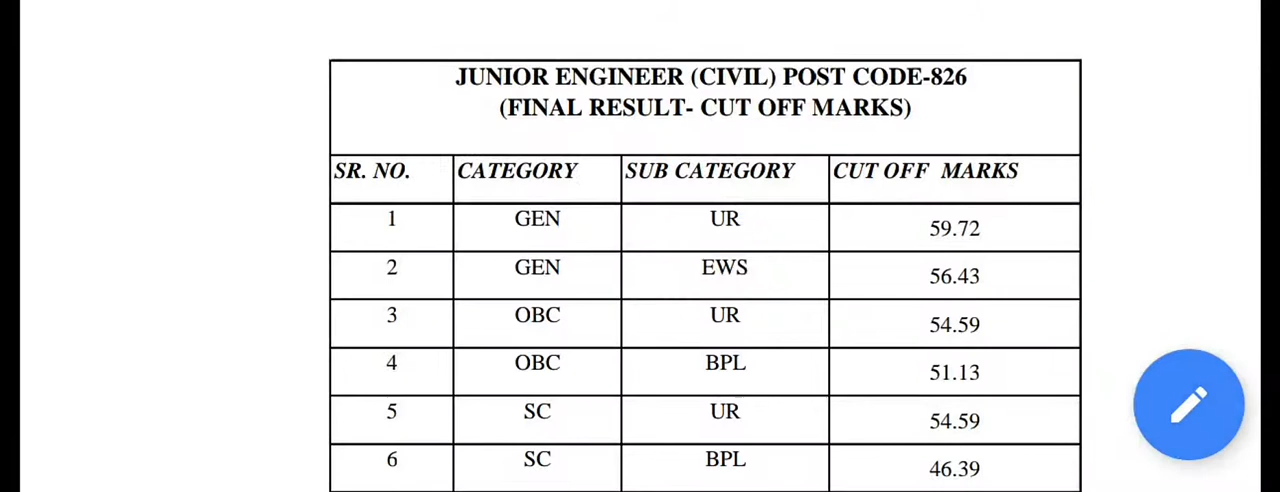 JUNIOR ENGINEER (CIVIL) POST CODE-826
(FINAL RESULT- CUT OFF MARKS)
SR. NO. CATEGORY SUB CATEGORY CUT OFF MARKS
1 GEN UR 59.72
2 GEN EWS 56.43
3 OBC UR 54.59
4 OBC BPL 51.13
5 SC UR 54.59
6 SC BPL 46.39